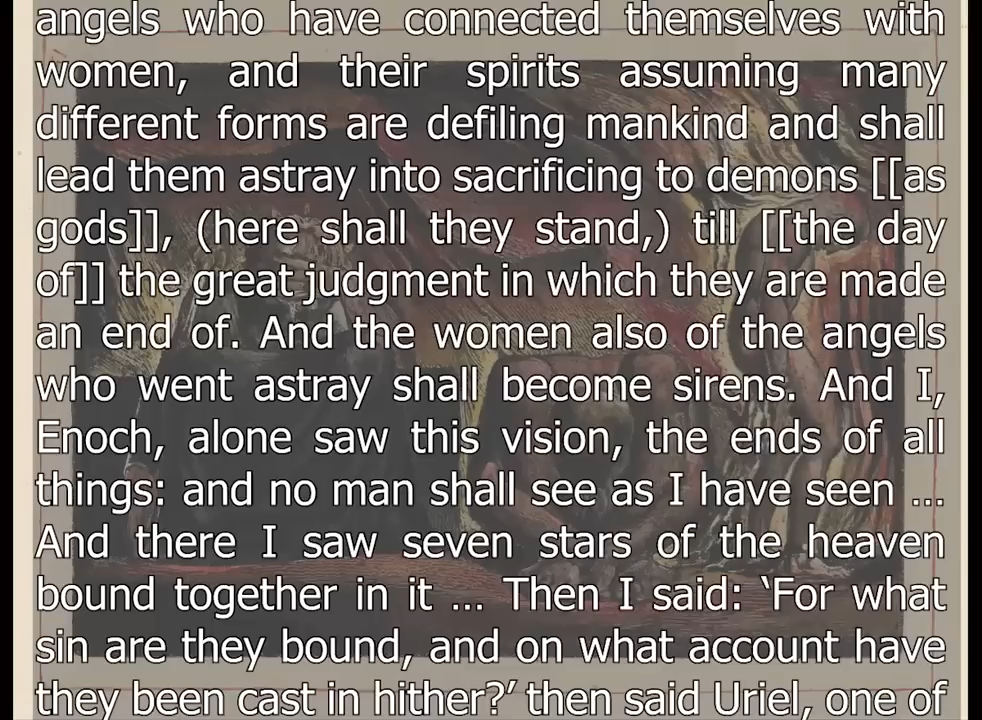 angels who have connected themselves with
women, and their spirits assuming many
different forms are defiling mankind and shall
lead them astray into sacrificing to demons [[as
gods]], (here shall they stand,) till [[the day
of]] the great judgment in which they are made
an end of. And the women also of the angels
who went astray shall become sirens. And I,
Enoch, alone saw this vision, the ends of all
things: and no man shall see as I have seen ...
And there I saw seven stars of the heaven
bound together in it ... Then I said: ‘For what
sin are they bound, and on what account have
they been cast in hither?’ then said Uriel, one of